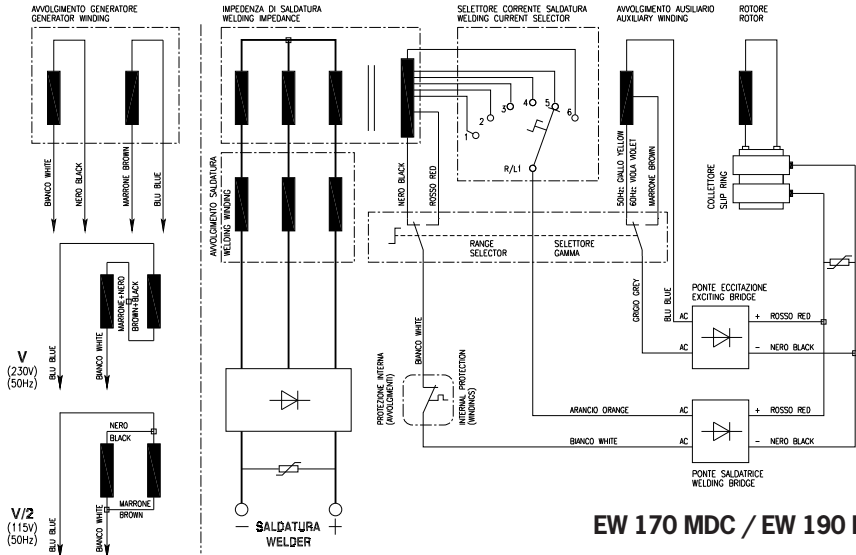 AVVOLGIMENTO GENERATORE
GENERATOR WINDING
IMPEDENZA DI SALDATURA
WELDING IMPEDANCE
SELETTORE CORRENTE SALDATURA
WELDING CURRENT SELECTOR
AVVOLGIMENTO AUSILIARIO
AUXILIARY WINDING
ROTORE
ROTOR
1
2
3
4
5
6
R/L1
BIANCO WHITE
NERO BLACK
MARRONE BROWN
BLU BLUE
AVVOLGIMENTO SALDATURA
WELDING WINDING
NERO BLACK
ROSSO RED
50Hz: GIALLO YELLOW
60Hz: VIOLA VIOLET
MARRONE BROWN
COLLETTORE
SLIP RING
RANGE
SELECTOR
SELETTORE
GAMMA
V
(230V)
(50Hz)
BLU BLUE
BIANCO WHITE
MARRONE+NERO
BROWN+BLACK
BIANCO WHITE
GRIGIO GREY
BLU BLUE
PONTE ECCITAZIONE
EXCITING BRIDGE
AC
+ ROSSO RED
AC
- NERO BLACK
PROTEZIONE INTERNA
(AVVOLGIMENTI)
INTERNAL PROTECTION
(WINDINGS)
V/2
(115V)
(50Hz)
BLU BLUE
BIANCO WHITE
NERO
BLACK
MARRONE
BROWN
ARANCIO ORANGE
AC
+ ROSSO RED
BIANCO WHITE
AC
- NERO BLACK
PONTE SALDATRICE
WELDING BRIDGE
- SALDATURA +
WELDER
EW 170 MDC / EW 190